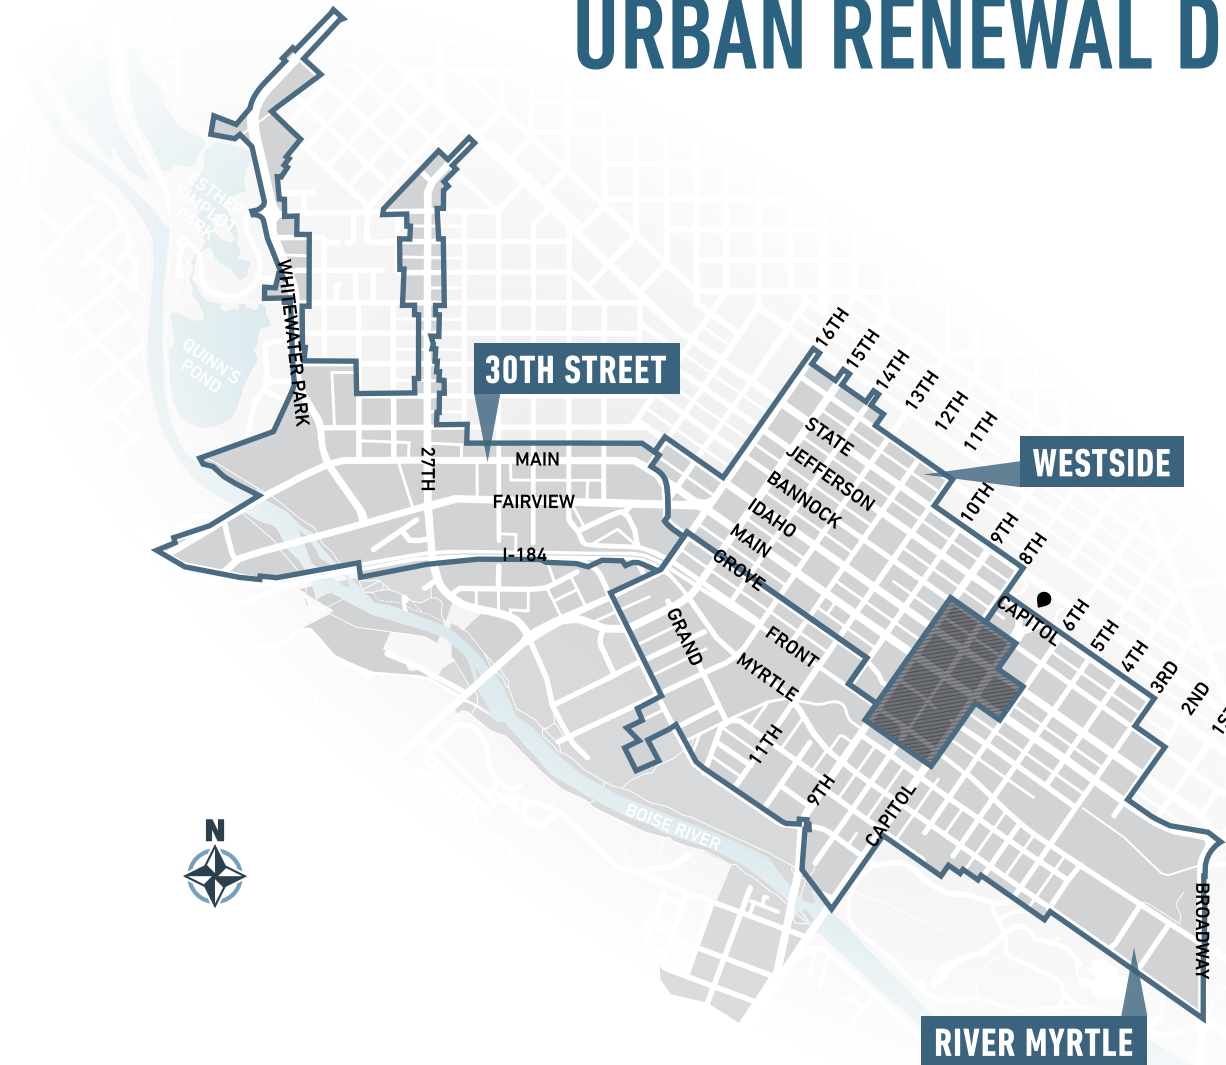 URBAN RENEWAL D
ESTHER
SIMPLOT
PARK
WHITEWATER PARK
QUINN'S
POND
30TH STREET
27TH
MAIN
FAIRVIEW
I-184
16TH
15TH
14TH
13TH
12TH
11TH
STATE
JEFFERSON
BANNOCK
IDAHO
MAIN
GROVE
WESTSIDE
10TH
9TH
8TH
CAPITOL
6TH
5TH
4TH
3RD
2ND
1S
GRAND
FRONT
MYRTLE
11TH
9TH
CAPITOL
BOISE RIVER
N
BROADWAY
RIVER MYRTLE